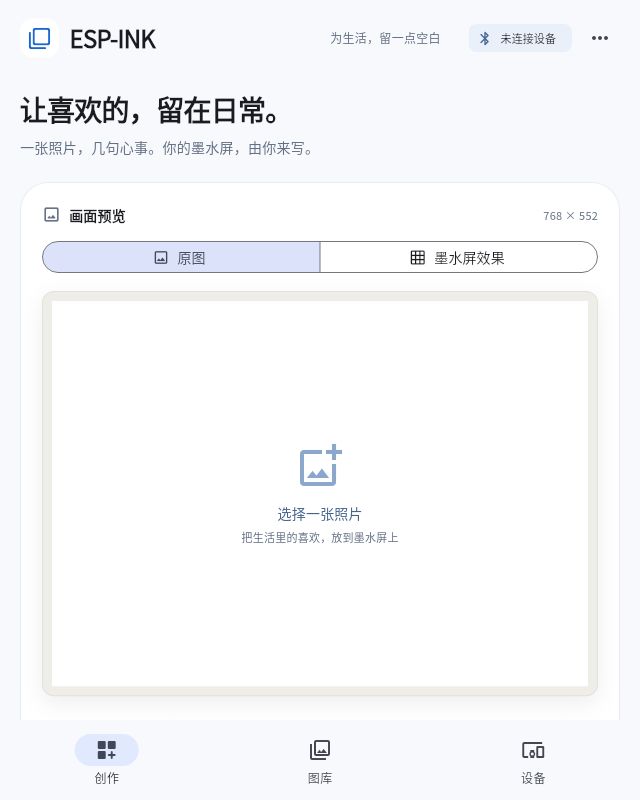 ESP-INK
为生活，留一点空白
未连接设备
让喜欢的，留在日常。
一张照片，几句心事。你的墨水屏，由你来写。
画面预览
768 × 552
原图
墨水屏效果
选择一张照片
把生活里的喜欢，放到墨水屏上
创作
图库
设备